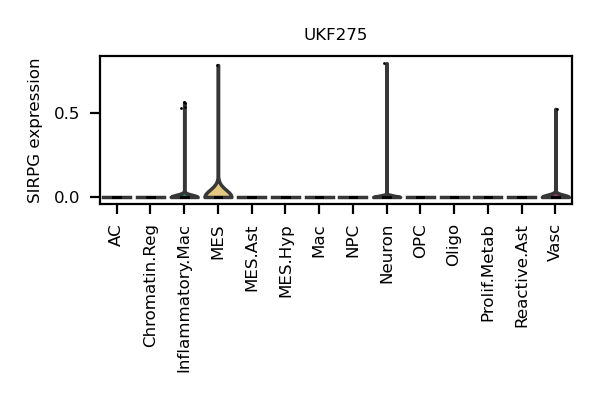 UKF275
SIRPG expression
0.5
0.0
AC
Chromatin.Reg
Inflammatory.Mac
MES
MES.Ast
MES.Hyp
Mac
NPC
Neuron
OPC
Oligo
Prolif.Metab
Reactive.Ast
Vasc